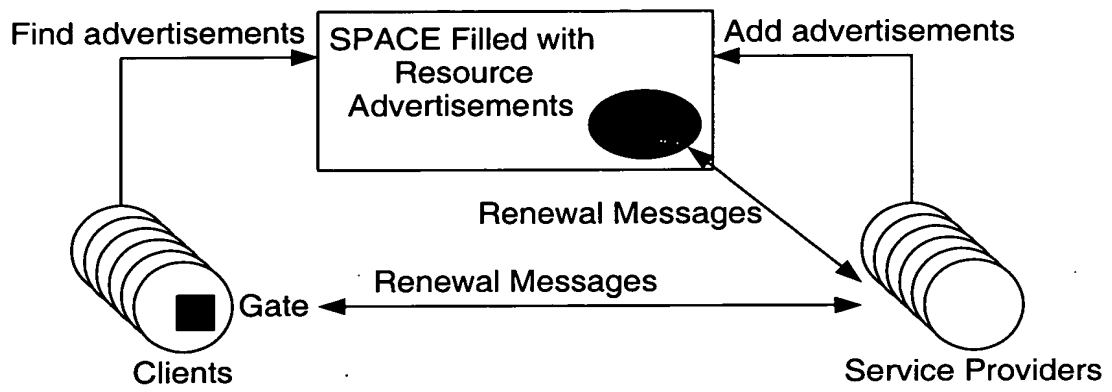 Find advertisements
SPACE Filled with
Resource
Advertisements
Add advertisements
Renewal Messages
Renewal Messages
Gate
Clients
Service Providers